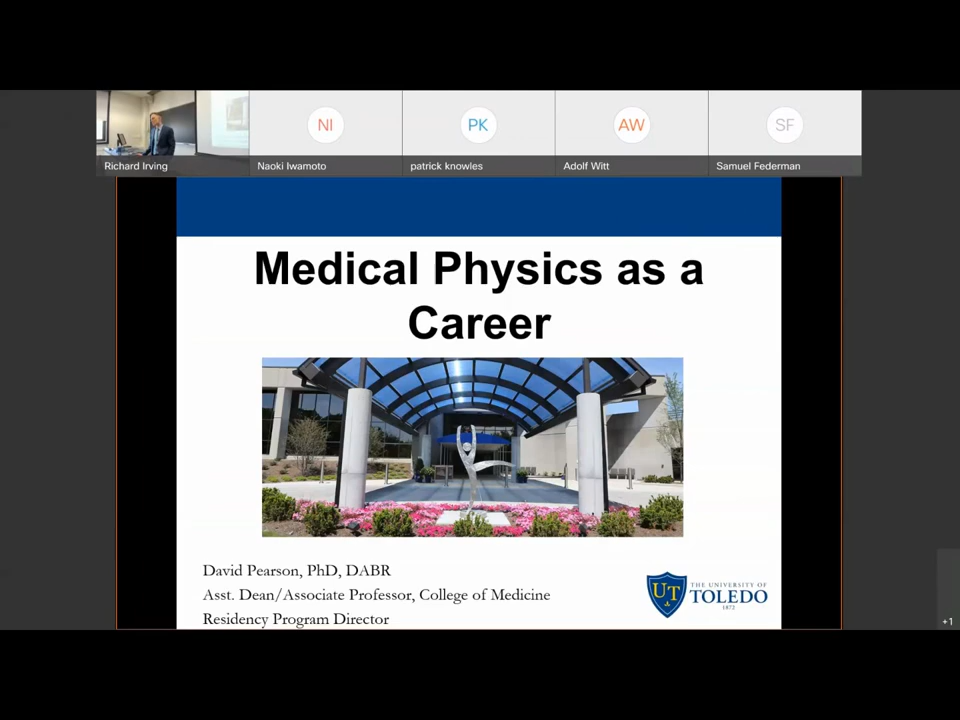 NI
PK
AW
SF
Richard Irving
Naoki Iwamoto
patrick knowles
Adolf Witt
Samuel Federman
Medical Physics as a
Career
David Pearson, PhD, DABR
Asst. Dean/Associate Professor, College of Medicine
Residency Program Director
UT
THE UNIVERSITY OF
TOLEDO
1872
+1